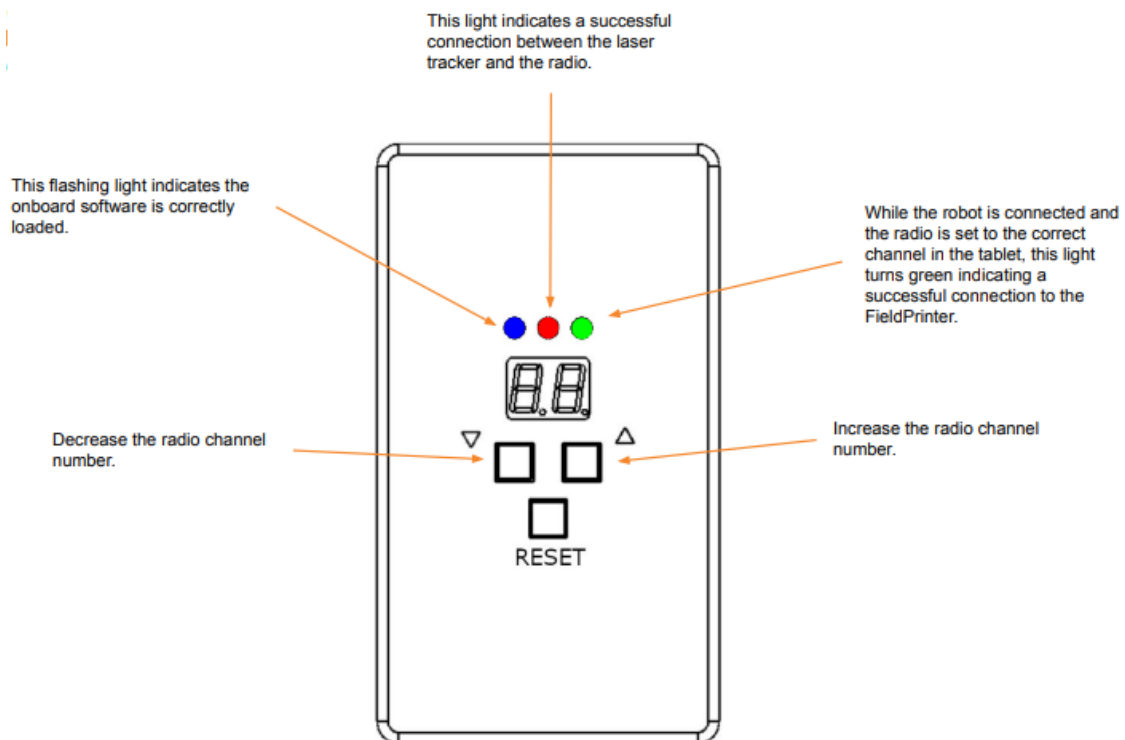 This light indicates a successful
connection between the laser
tracker and the radio.
This flashing light indicates the
onboard software is correctly
loaded.
While the robot is connected and
the radio is set to the correct
channel in the tablet, this light
turns green indicating a
successful connection to the
FieldPrinter.
8.8.
Decrease the radio channel
number.
Increase the radio channel
number.
RESET